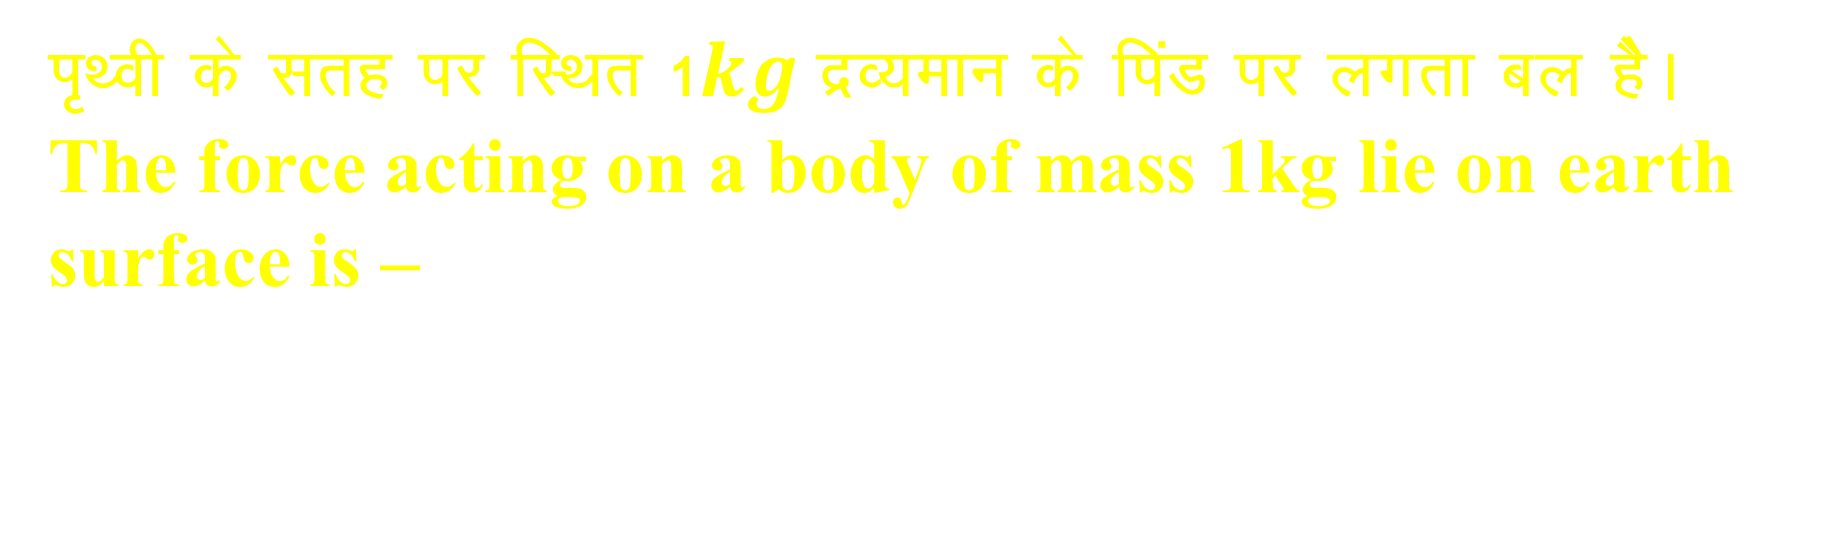 पृथ्वी के सतह पर स्थित 1kg द्रव्यमान के पिंड पर लगता बल है।
The force acting on a body of mass 1kg lie on earth
surface is –